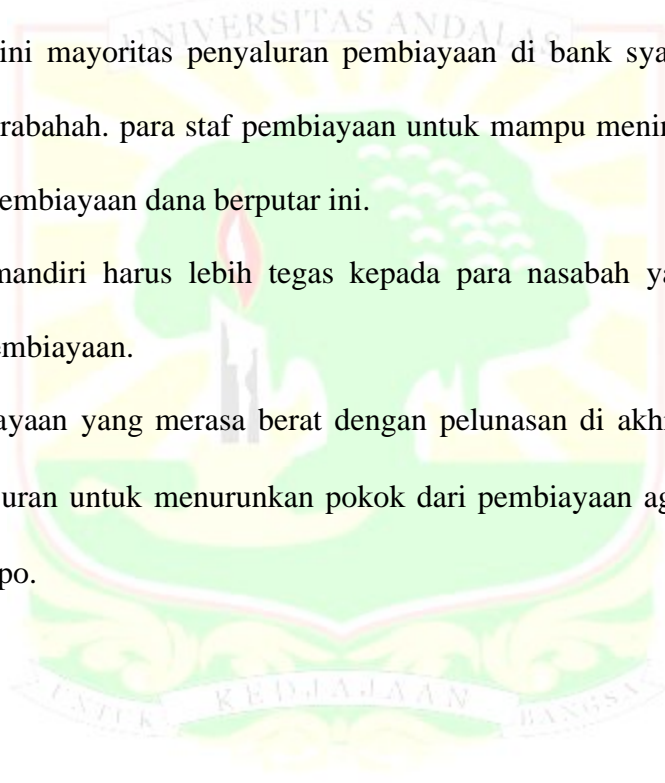 UNIVERSITAS ANDALAS
ini mayoritas penyaluran pembiayaan di bank sya
rabahah. para staf pembiayaan untuk mampu menin
embiayaan dana berputar ini.
mandiri harus lebih tegas kepada para nasabah ya
embiayaan.
ayaan yang merasa berat dengan pelunasan di akhi
uran untuk menurunkan pokok dari pembiayaan ag
po.
UNTUK KEDJAJAAN BANGSA